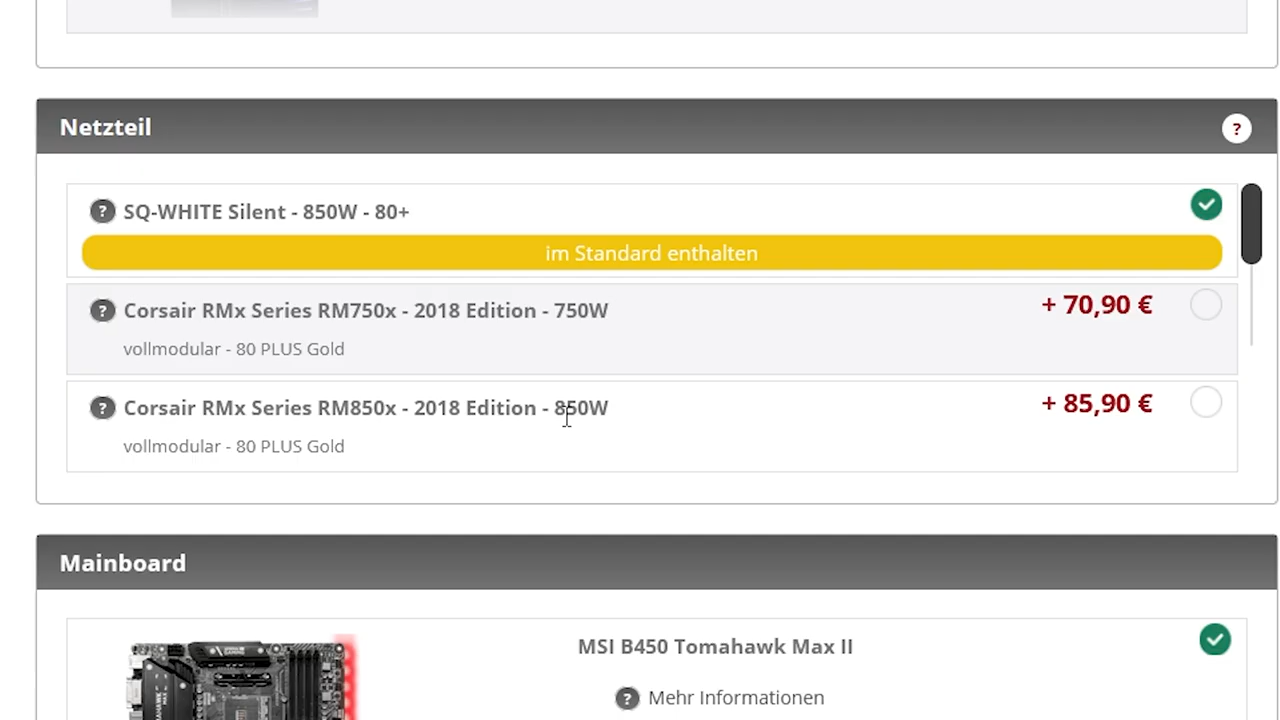 Netzteil
?
? SQ-WHITE Silent - 850W - 80+
im Standard enthalten
? Corsair RMx Series RM750x - 2018 Edition - 750W
+ 70,90 €
vollmodular - 80 PLUS Gold
? Corsair RMx Series RM850x - 2018 Edition - 850W
+ 85,90 €
vollmodular - 80 PLUS Gold
Mainboard
MSI B450 Tomahawk Max II
? Mehr Informationen